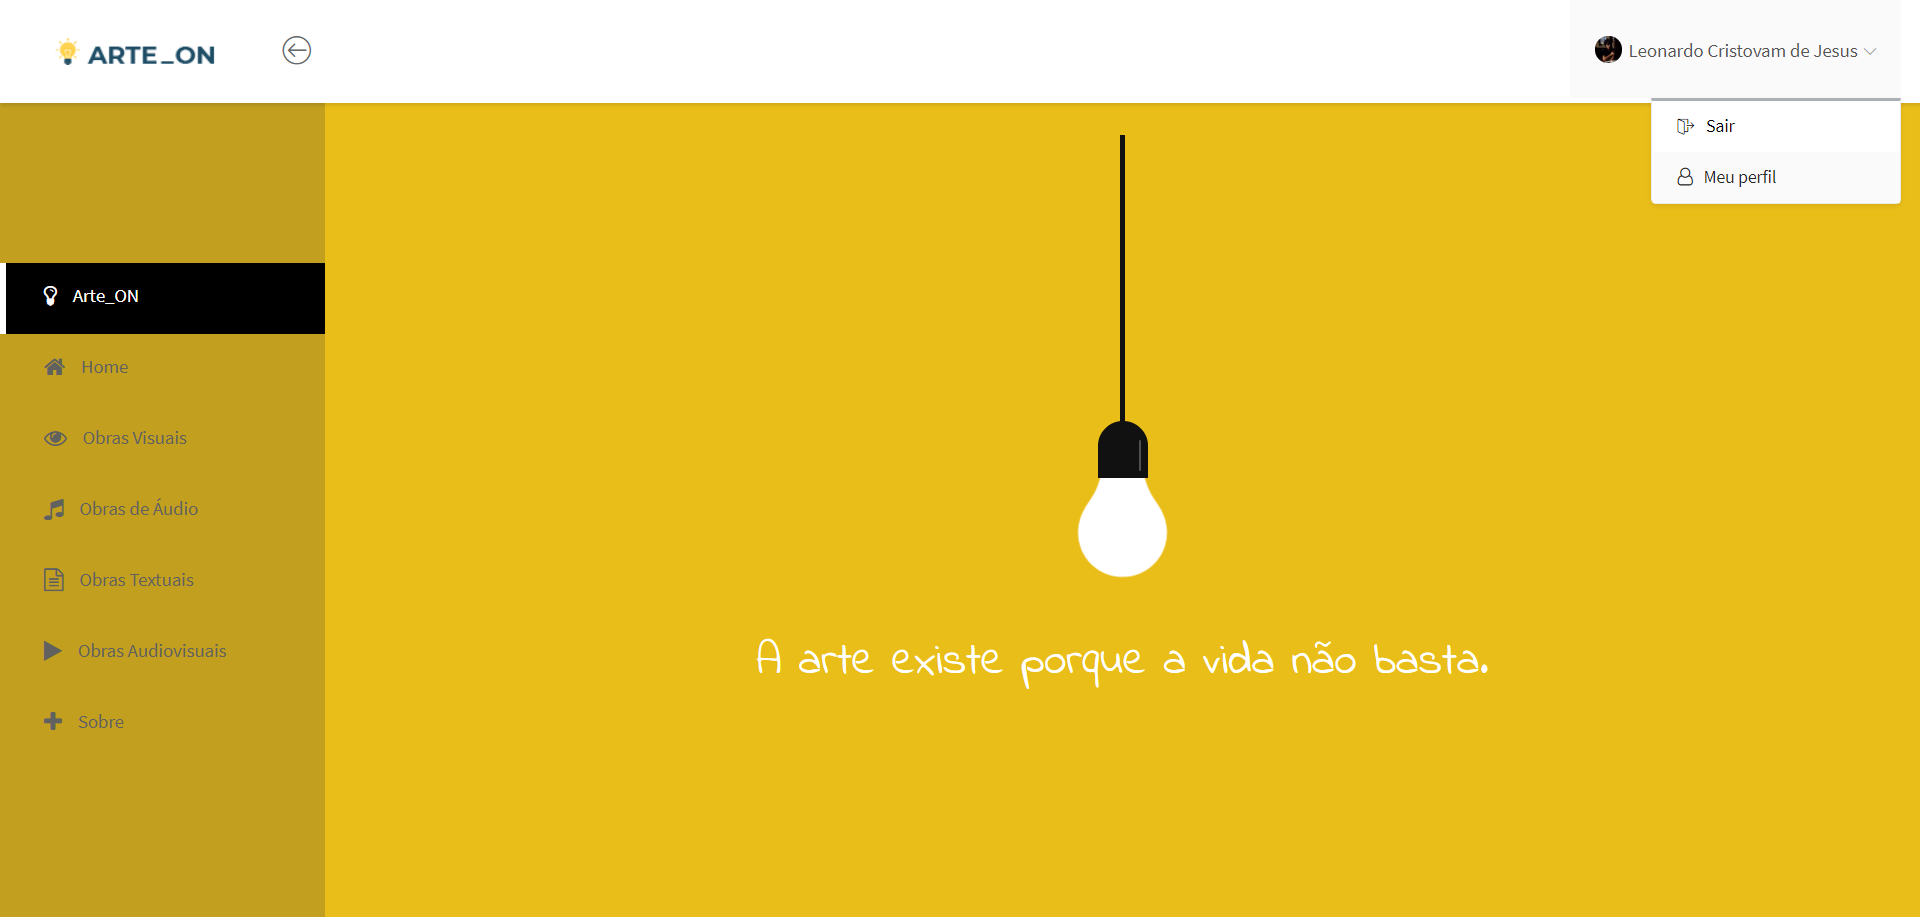 ARTE_ON
Leonardo Cristovam de Jesus
Sair
Meu perfil
Arte_ON
Home
Obras Visuais
Obras de Áudio
Obras Textuais
Obras Audiovisuais
Sobre
A arte existe porque a vida não basta.